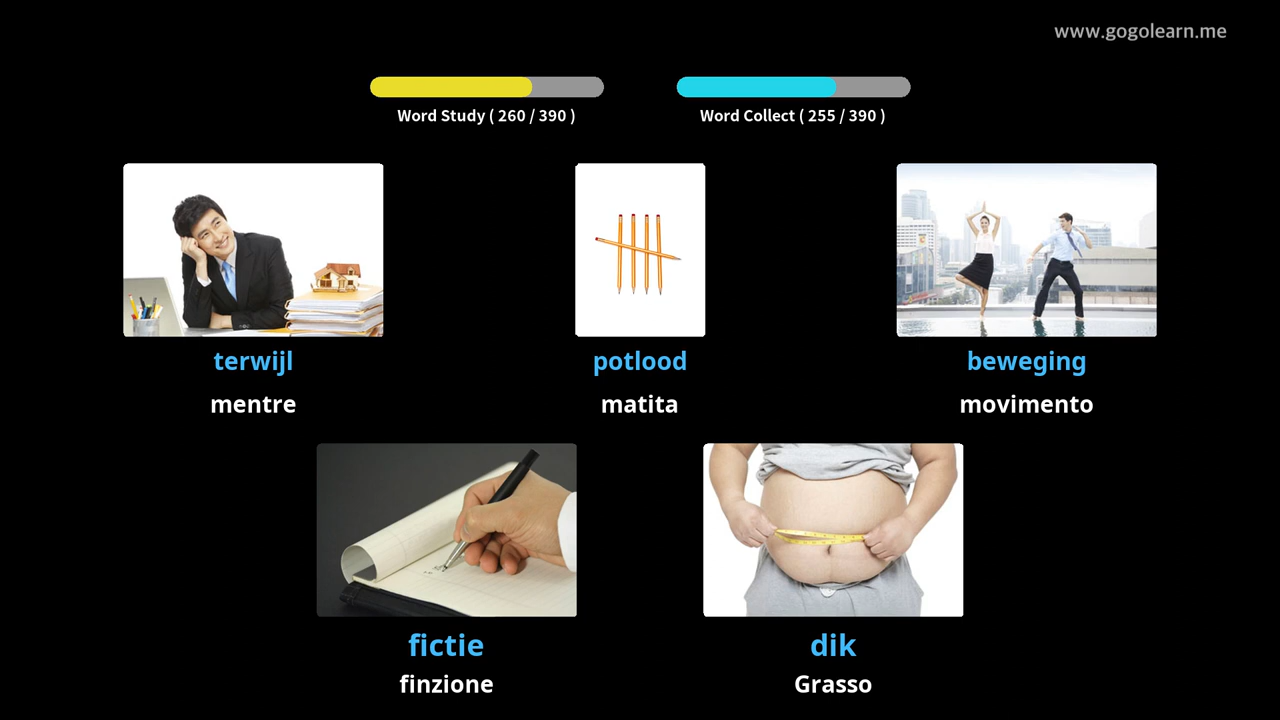 www.gogolearn.me
Word Study ( 260 / 390 )
Word Collect ( 255 / 390 )
terwijl
mentre
potlood
matita
beweging
movimento
fictie
finzione
dik
Grasso